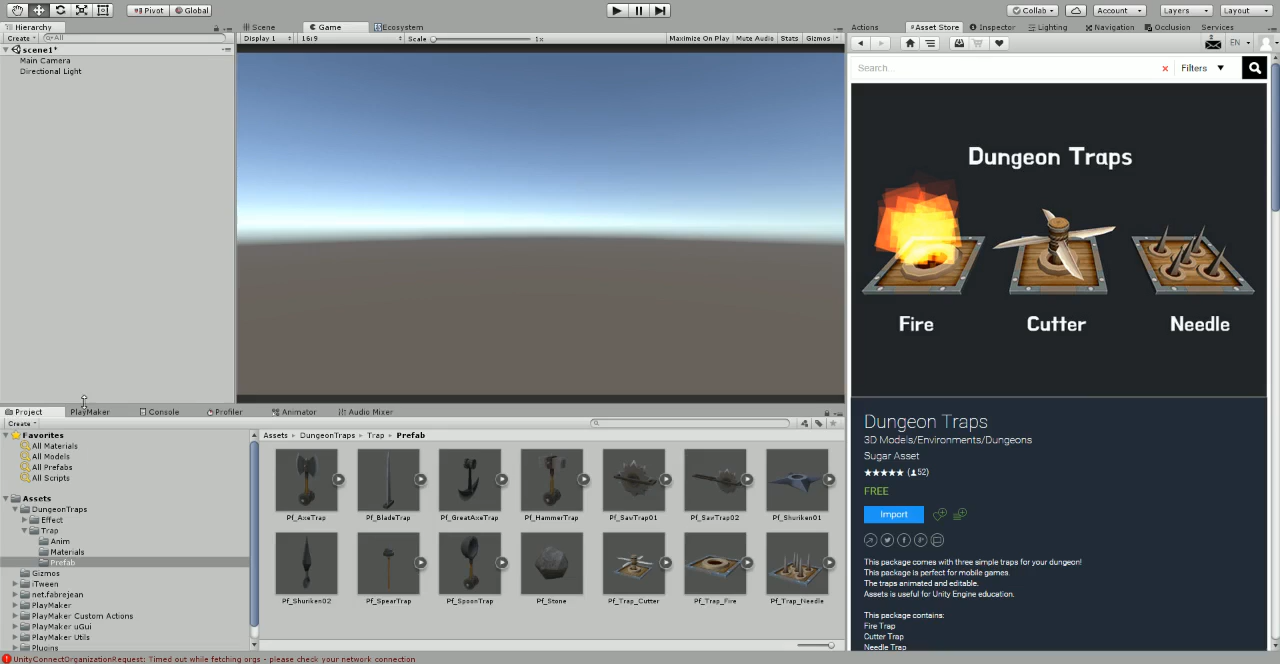 Pivot Global Collab Account Layers Layout
Hierarchy
Create All
scene1*
Main Camera
Directional Light
Scene Game Ecosystem
Display 1 16:9 Scale 1x Maximize On Play Mute Audio Stats Gizmos
Actions Asset Store Inspector Lighting Navigation Occlusion Services
EN
Search... Filters
Dungeon Traps
Fire Cutter Needle
Dungeon Traps
3D Models/Environments/Dungeons
Sugar Asset
★★★★★ (52)
FREE
Import
This package comes with three simple traps for your dungeon!
This package is perfect for mobile games.
The traps animated and editable.
Assets is useful for Unity Engine education.
This package contains:
Fire Trap
Cutter Trap
Needle Trap
Project PlayMaker Console Profiler Animator Audio Mixer
Create
Favorites
All Materials
All Models
All Prefabs
All Scripts
Assets
DungeonTraps
Effect
Trap
Anim
Materials
Prefab
Gizmos
iTween
net.fabrejean
PlayMaker
PlayMaker Custom Actions
PlayMaker uGui
PlayMaker Utils
Plugins
Assets DungeonTraps Trap Prefab
Pf_AxeTrap Pf_BladeTrap Pf_GreatAxeTrap Pf_HammerTrap Pf_SavTrap01 Pf_SavTrap02 Pf_Shuriken01
Pf_Shuriken02 Pf_SpearTrap Pf_SpoonTrap Pf_Stone Pf_Trap_Cutter Pf_Trap_Fire Pf_Trap_Needle
UnityConnectOrganizationRequest: Timed out while fetching orgs - please check your network connection